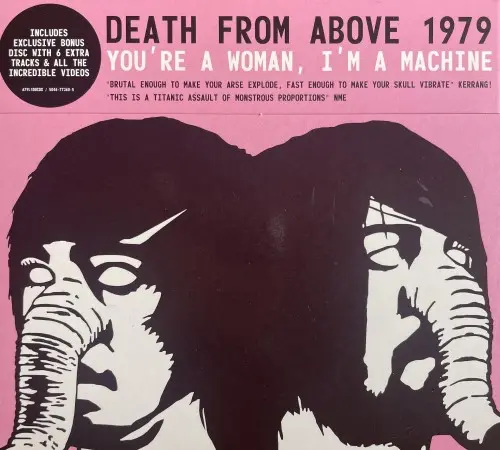 INCLUDES
EXCLUSIVE BONUS
DISC WITH 6 EXTRA
TRACKS & ALL THE
INCREDIBLE VIDEOS
DEATH FROM ABOVE 1979
YOU'RE A WOMAN, I'M A MACHINE
'BRUTAL ENOUGH TO MAKE YOUR ARSE EXPLODE, FAST ENOUGH TO MAKE YOUR SKULL VIBRATE' KERRANG!
'THIS IS A TITANIC ASSAULT OF MONSTROUS PROPORTIONS' NME